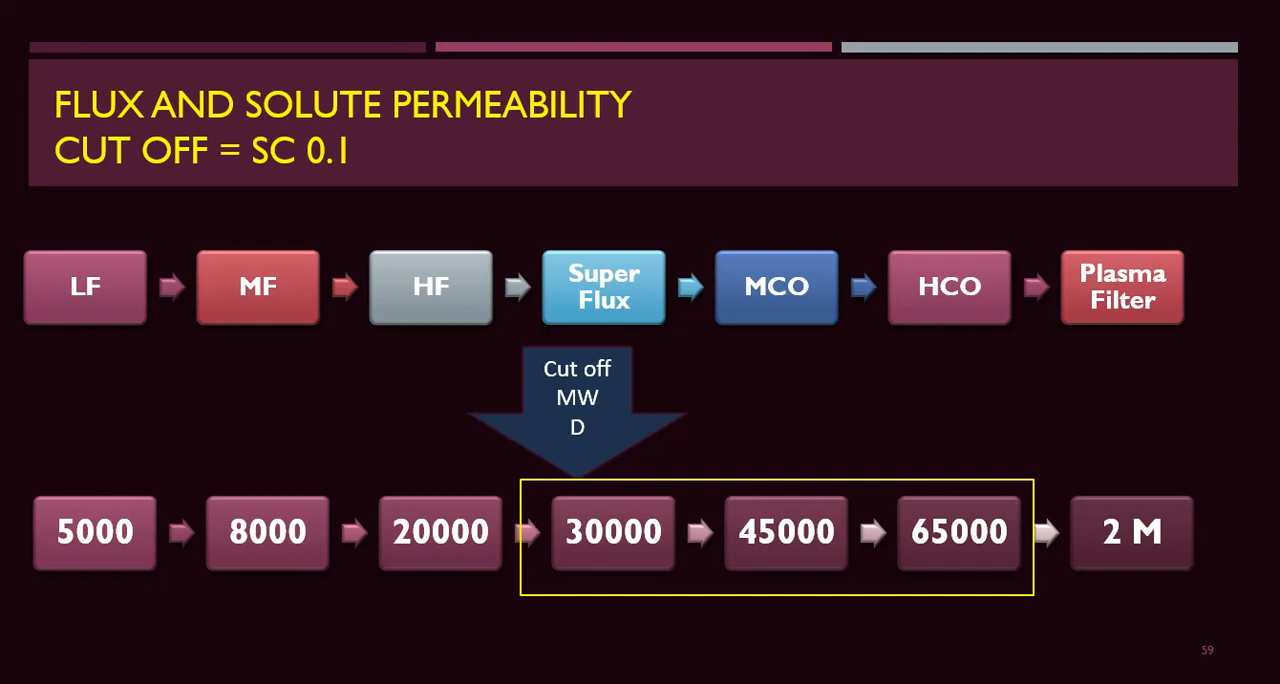 FLUX AND SOLUTE PERMEABILITY
CUT OFF = SC 0.1
LF
MF
HF
Super
Flux
MCO
HCO
Plasma
Filter
Cut off
MW
D
5000
8000
20000
30000
45000
65000
2 M
59